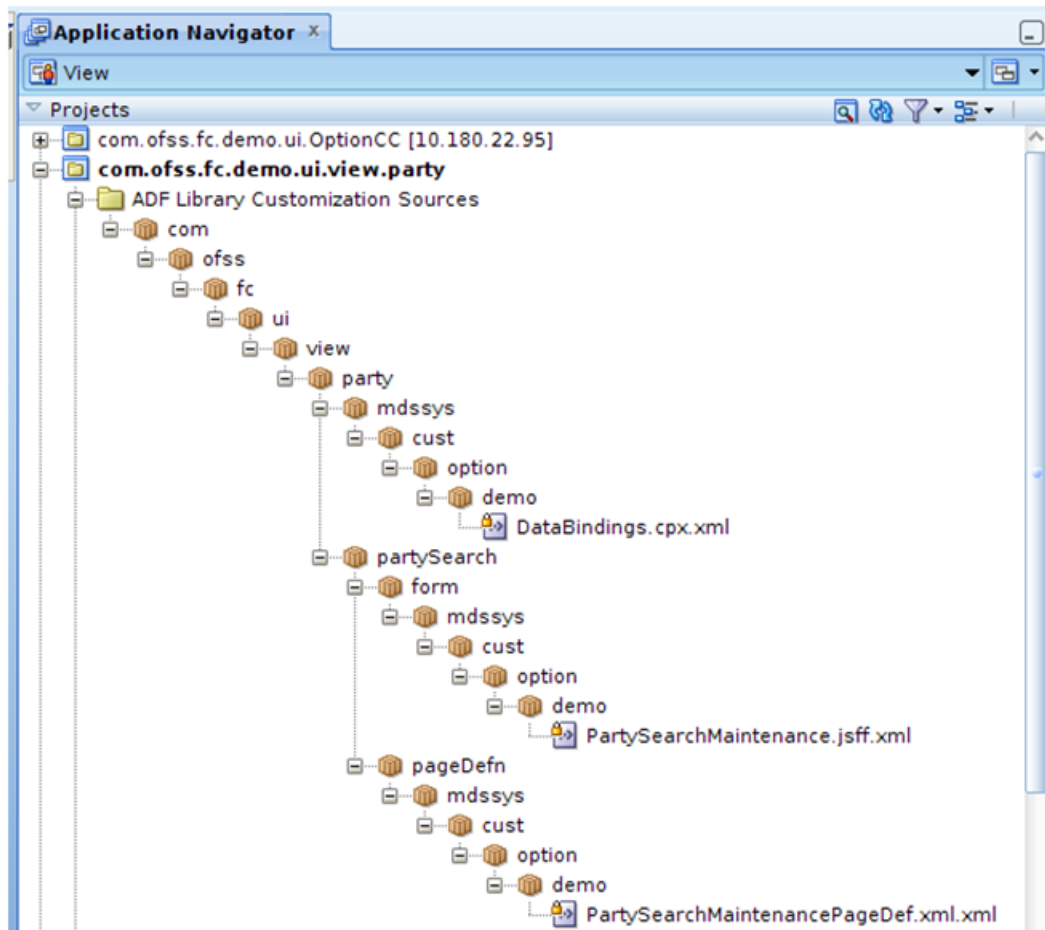 Application Navigator x
View
Projects
com.ofss.fc.demo.ui.OptionCC [10.180.22.95]
com.ofss.fc.demo.ui.view.party
ADF Library Customization Sources
com
ofss
fc
ui
view
party
mdssys
cust
option
demo
DataBindings.cpx.xml
partySearch
form
mdssys
cust
option
demo
PartySearchMaintenance.jsff.xml
pageDefn
mdssys
cust
option
demo
PartySearchMaintenancePageDef.xml.xml